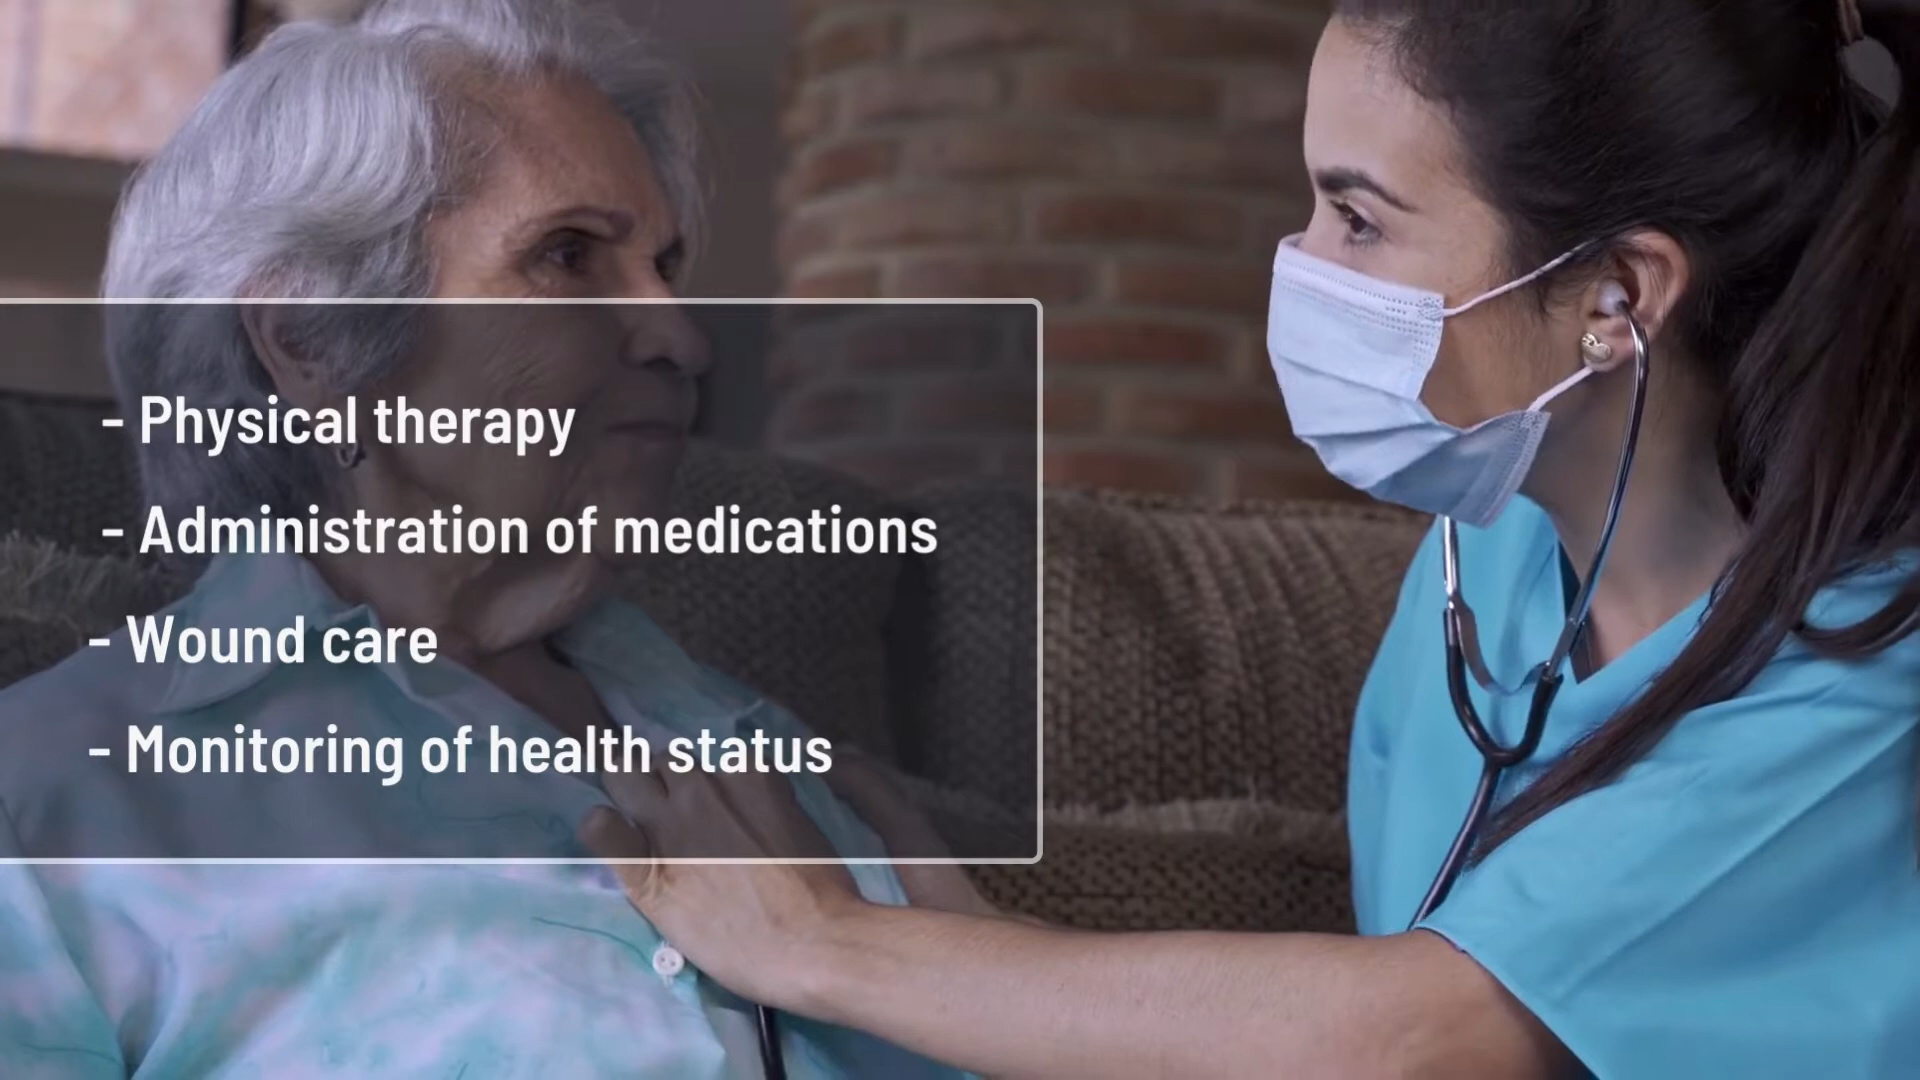 - Physical therapy
- Administration of medications
- Wound care
- Monitoring of health status